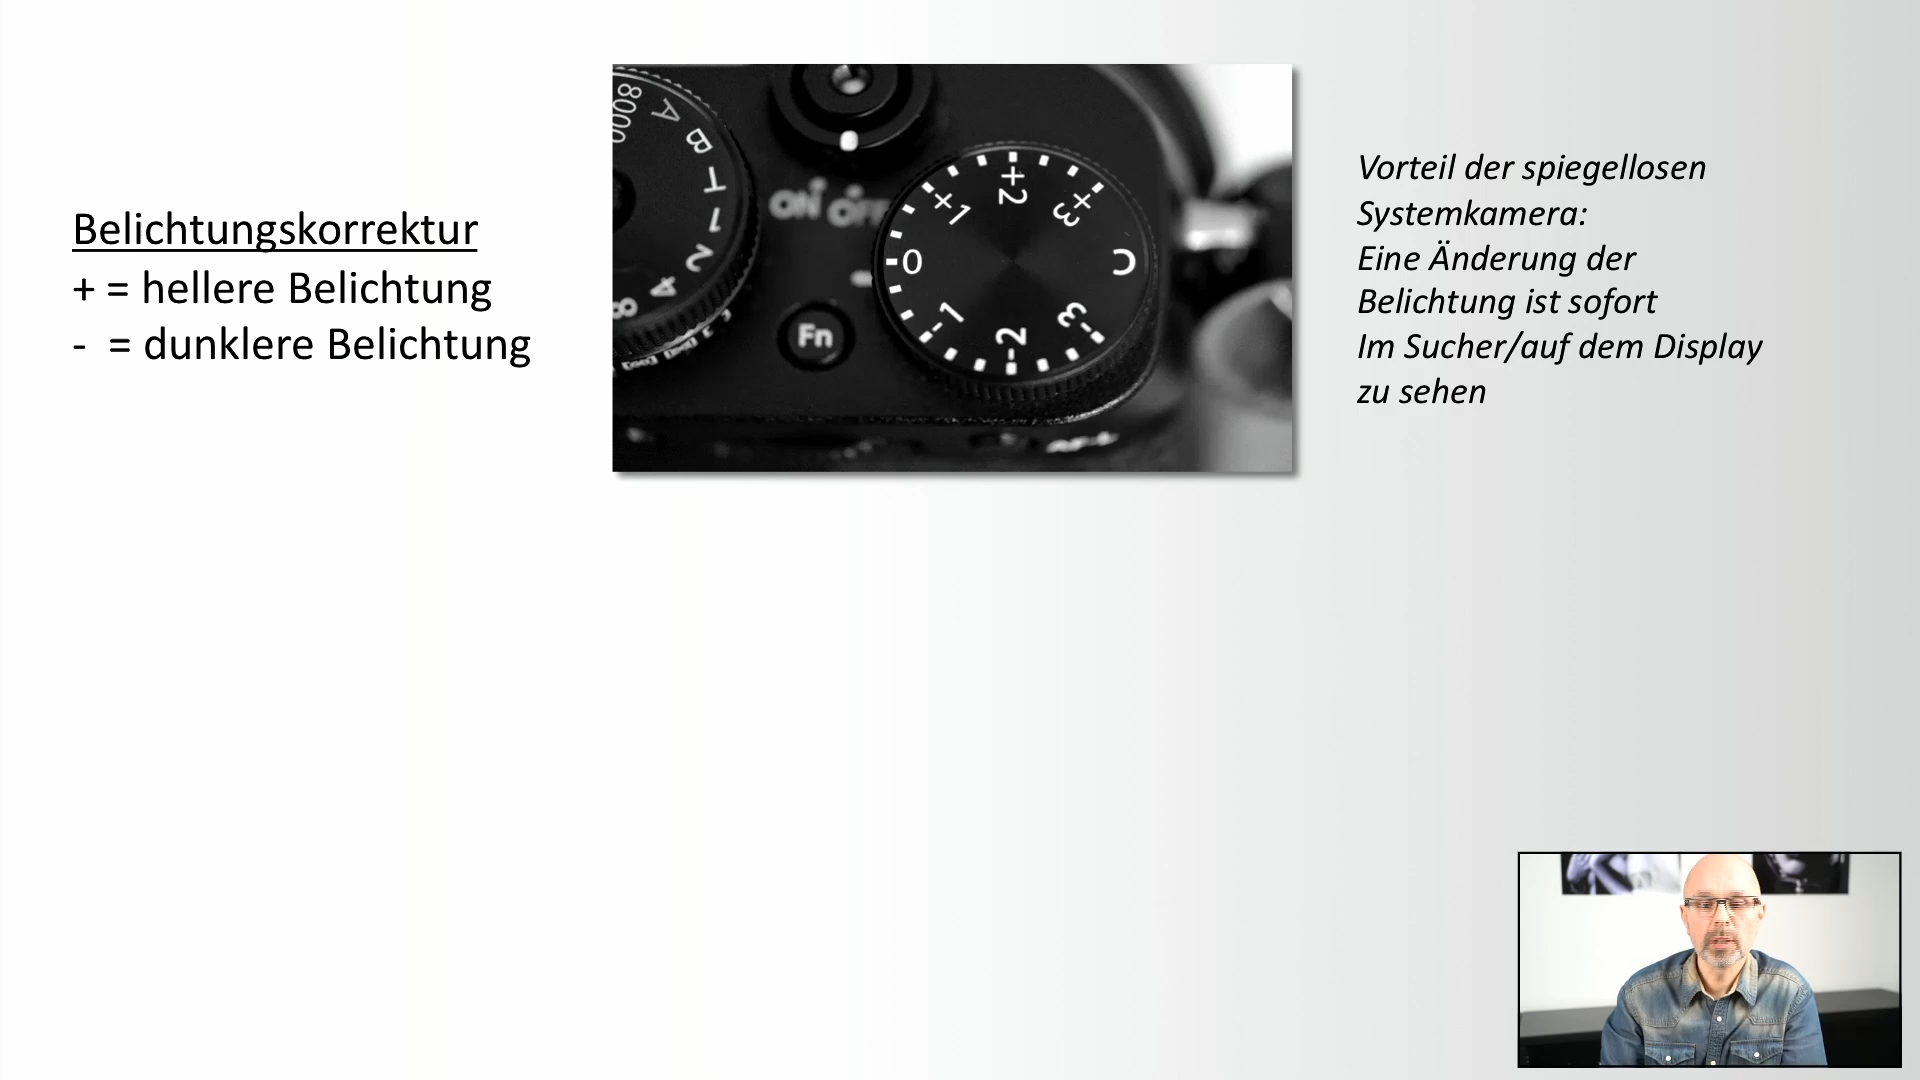 Belichtungskorrektur
+ = hellere Belichtung
- = dunklere Belichtung
8000
A
B
T
1
2
4
8
ON OFF
Fn
+1
+2
+3
0
C
-1
-2
-3
Vorteil der spiegellosen
Systemkamera:
Eine Änderung der
Belichtung ist sofort
Im Sucher/auf dem Display
zu sehen